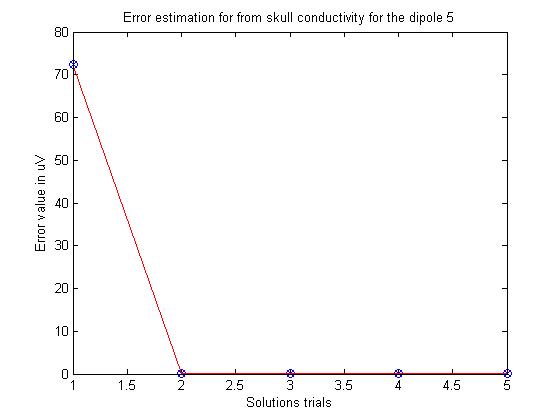 Error estimation for from skull conductivity for the dipole 5
80
70
60
50
40
30
20
10
0
Error value in uV
1 1.5 2 2.5 3 3.5 4 4.5 5
Solutions trials